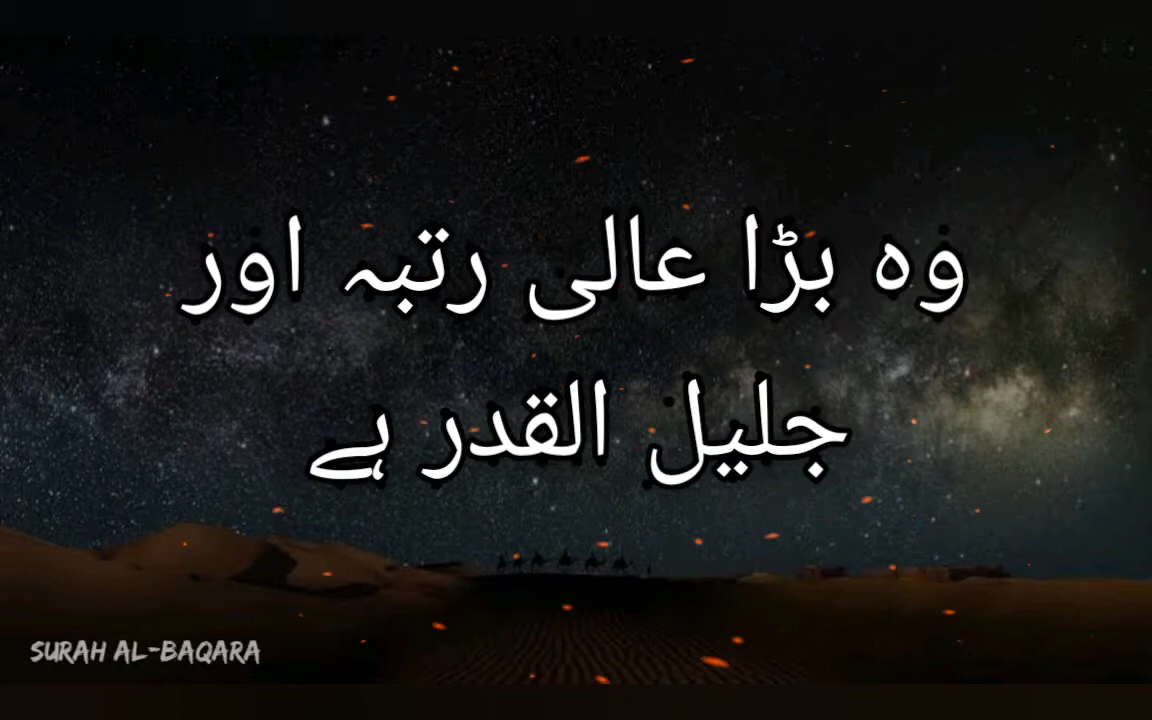 وہ بڑا عالی رتبہ اور
جلیل القدر ہے
SURAH AL-BAQARA